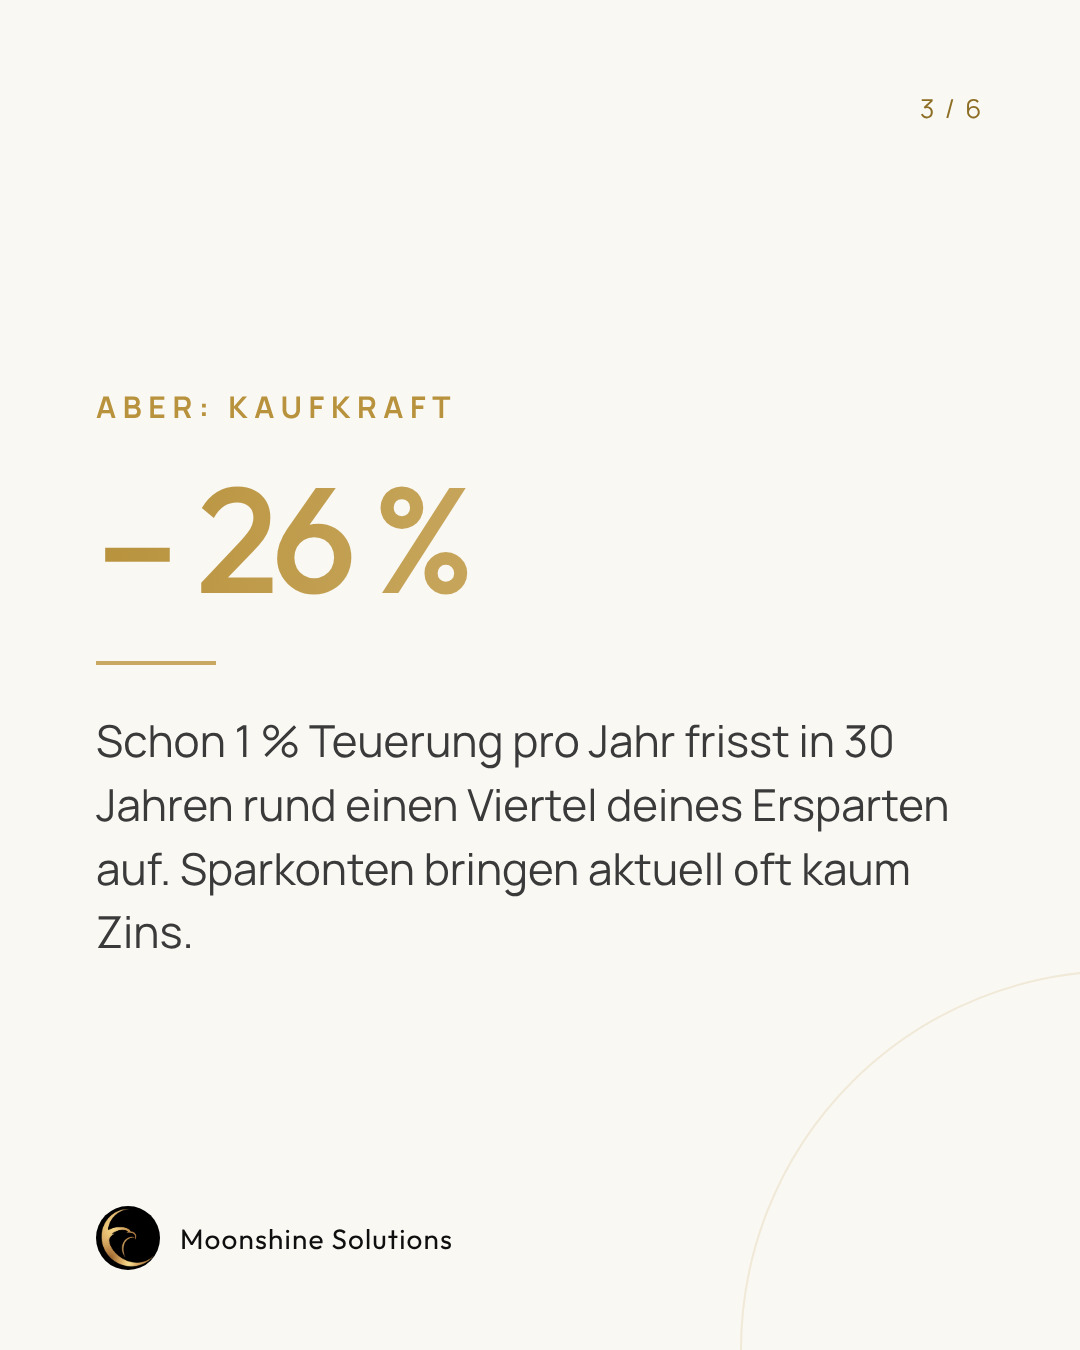 3 / 6
ABER: KAUFKRAFT
– 26 %
Schon 1 % Teuerung pro Jahr frisst in 30
Jahren rund einen Viertel deines Ersparten
auf. Sparkonten bringen aktuell oft kaum
Zins.
Moonshine Solutions